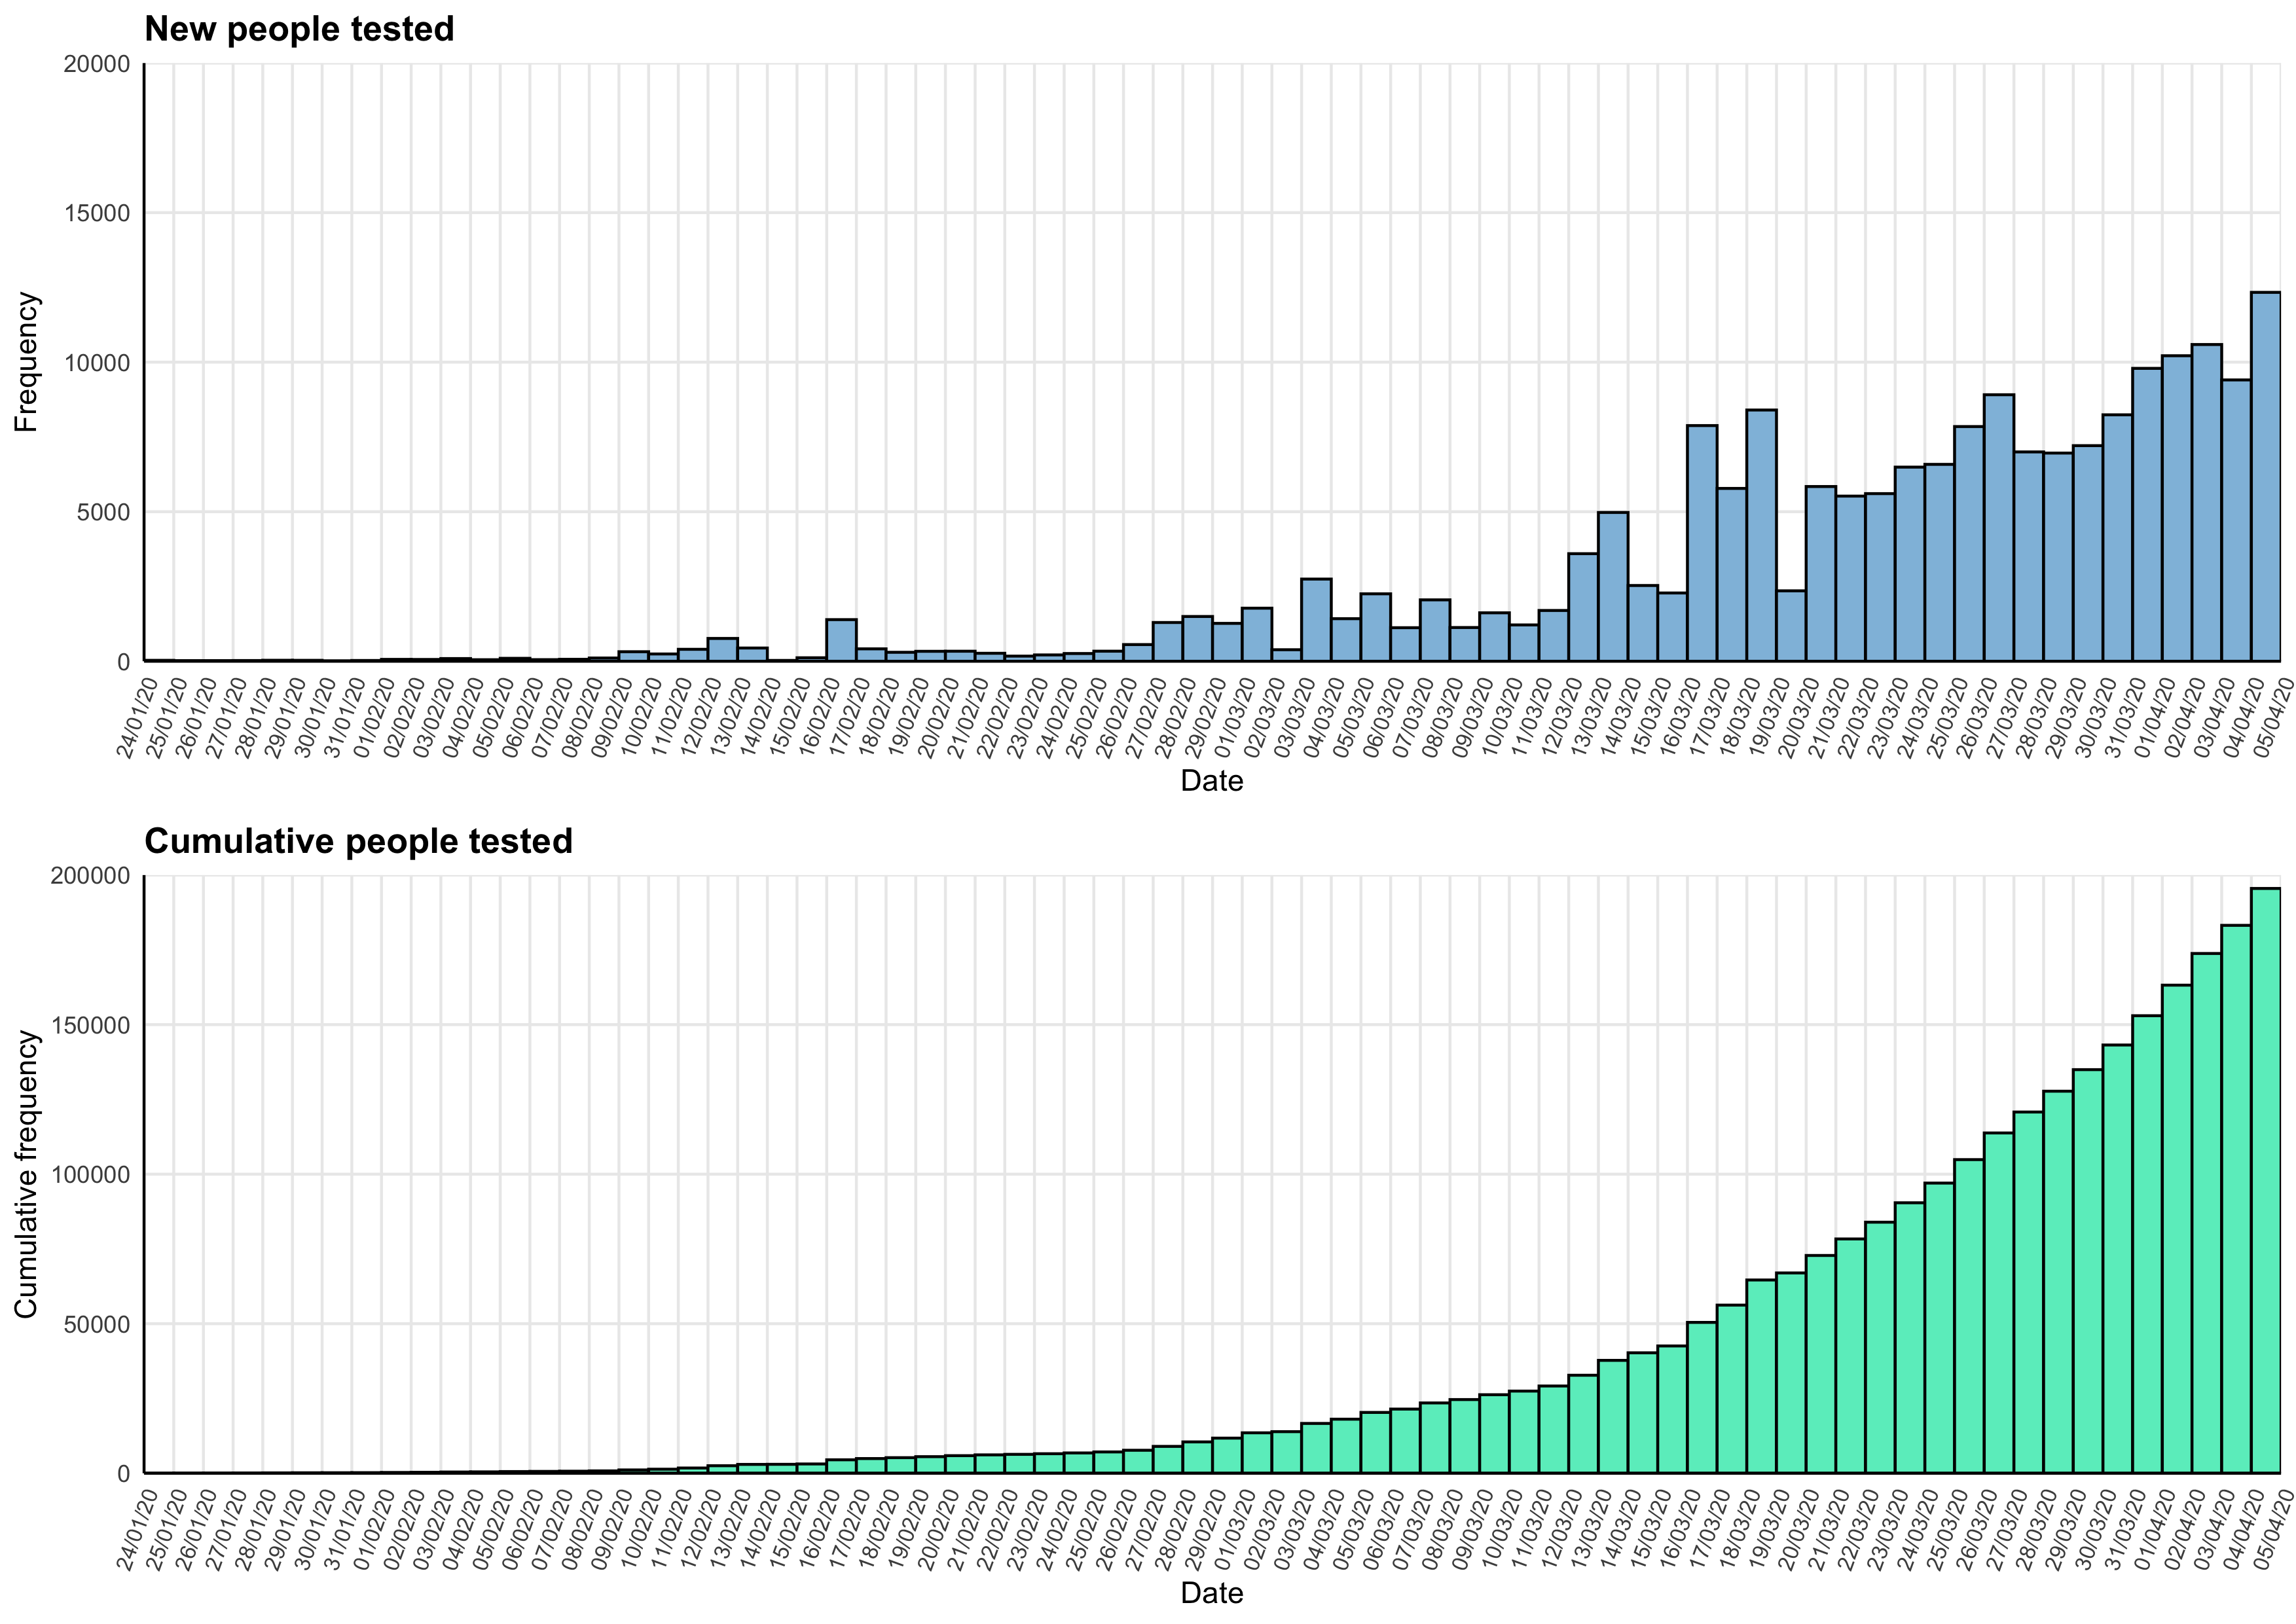 New people tested
20000
15000
10000
5000
0
Frequency
24/01/20 25/01/20 26/01/20 27/01/20 28/01/20 29/01/20 30/01/20 31/01/20 01/02/20 02/02/20 03/02/20 04/02/20 05/02/20 06/02/20 07/02/20 08/02/20 09/02/20 10/02/20 11/02/20 12/02/20 13/02/20 14/02/20 15/02/20 16/02/20 17/02/20 18/02/20 19/02/20 20/02/20 21/02/20 22/02/20 23/02/20 24/02/20 25/02/20 26/02/20 27/02/20 28/02/20 29/02/20 01/03/20 02/03/20 03/03/20 04/03/20 05/03/20 06/03/20 07/03/20 08/03/20 09/03/20 10/03/20 11/03/20 12/03/20 13/03/20 14/03/20 15/03/20 16/03/20 17/03/20 18/03/20 19/03/20 20/03/20 21/03/20 22/03/20 23/03/20 24/03/20 25/03/20 26/03/20 27/03/20 28/03/20 29/03/20 30/03/20 31/03/20 01/04/20 02/04/20 03/04/20 04/04/20 05/04/20
Date
Cumulative people tested
200000
150000
100000
50000
0
Cumulative frequency
24/01/20 25/01/20 26/01/20 27/01/20 28/01/20 29/01/20 30/01/20 31/01/20 01/02/20 02/02/20 03/02/20 04/02/20 05/02/20 06/02/20 07/02/20 08/02/20 09/02/20 10/02/20 11/02/20 12/02/20 13/02/20 14/02/20 15/02/20 16/02/20 17/02/20 18/02/20 19/02/20 20/02/20 21/02/20 22/02/20 23/02/20 24/02/20 25/02/20 26/02/20 27/02/20 28/02/20 29/02/20 01/03/20 02/03/20 03/03/20 04/03/20 05/03/20 06/03/20 07/03/20 08/03/20 09/03/20 10/03/20 11/03/20 12/03/20 13/03/20 14/03/20 15/03/20 16/03/20 17/03/20 18/03/20 19/03/20 20/03/20 21/03/20 22/03/20 23/03/20 24/03/20 25/03/20 26/03/20 27/03/20 28/03/20 29/03/20 30/03/20 31/03/20 01/04/20 02/04/20 03/04/20 04/04/20 05/04/20
Date